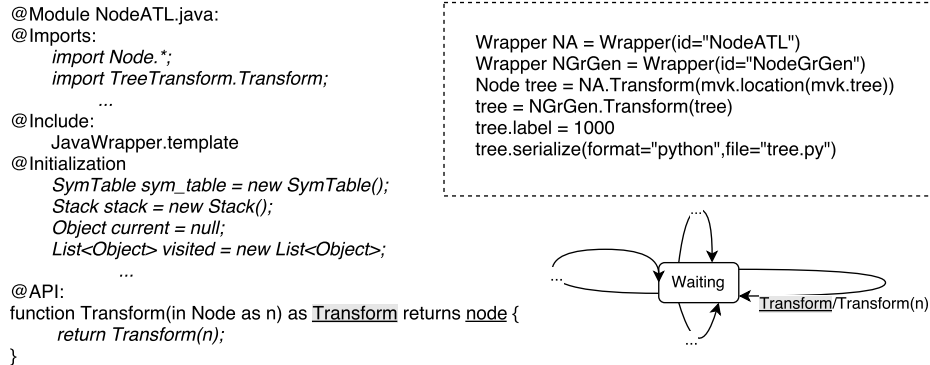 @Module NodeATL.java:
@Imports:
import Node.*;
import TreeTransform.Transform;
...
@Include:
JavaWrapper.template
@Initialization
SymTable sym_table = new SymTable();
Stack stack = new Stack();
Object current = null;
List<Object> visited = new List<Object>;
...
@API:
function Transform(in Node as n) as Transform returns node {
return Transform(n);
}
Wrapper NA = Wrapper(id="NodeATL")
Wrapper NGrGen = Wrapper(id="NodeGrGen")
Node tree = NA.Transform(mvk.location(mvk.tree))
tree = NGrGen.Transform(tree)
tree.label = 1000
tree.serialize(format="python",file="tree.py")
...
...
Waiting
Transform/Transform(n)
...